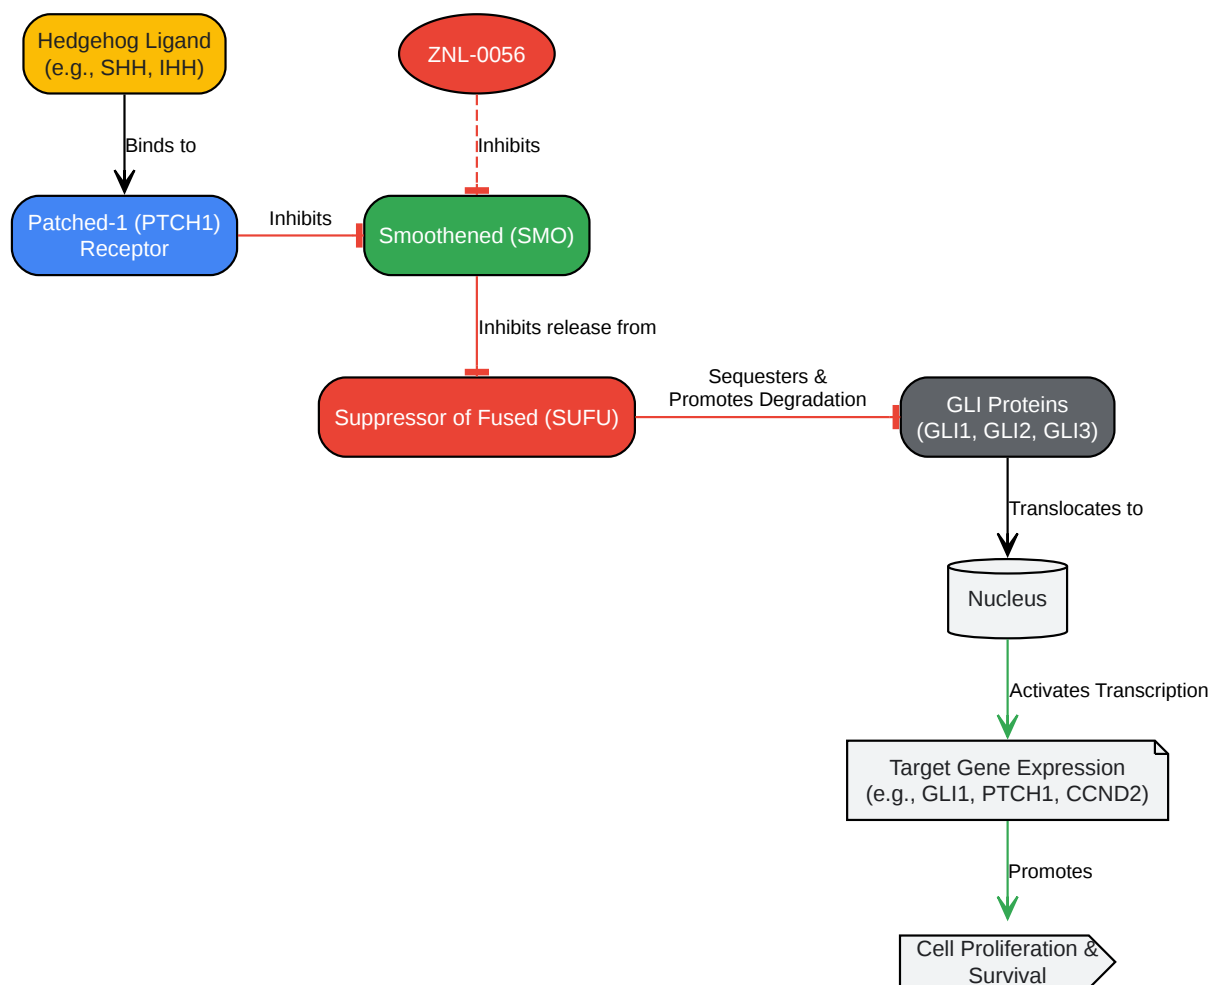 Hedgehog Ligand
(e.g., SHH, IHH)
ZNL-0056
Binds to
Inhibits
Patched-1 (PTCH1)
Receptor
Inhibits
Smoothened (SMO)
Inhibits release from
Suppressor of Fused (SUFU)
Sequesters &
Promotes Degradation
GLI Proteins
(GLI1, GLI2, GLI3)
Translocates to
Nucleus
Activates Transcription
Target Gene Expression
(e.g., GLI1, PTCH1, CCND2)
Promotes
Cell Proliferation &
Survival